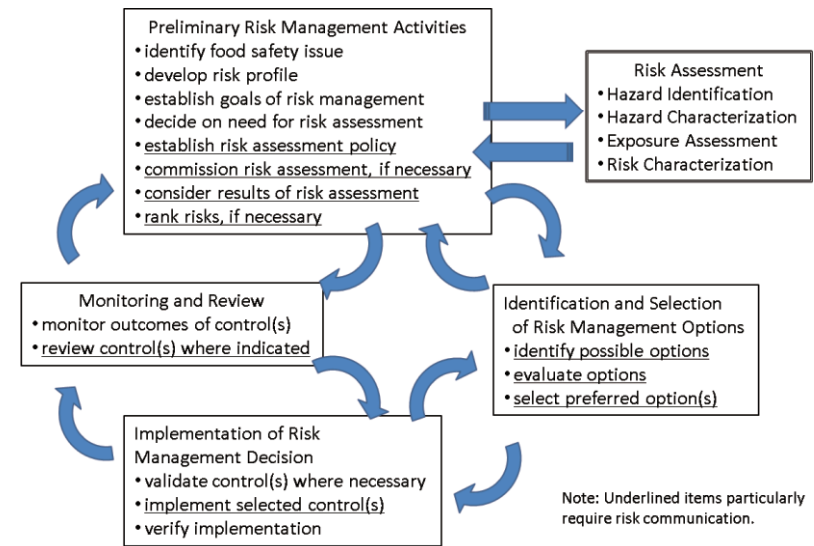 Preliminary Risk Management Activities
• identify food safety issue
• develop risk profile
• establish goals of risk management
• decide on need for risk assessment
• establish risk assessment policy
• commission risk assessment, if necessary
• consider results of risk assessment
• rank risks, if necessary
Risk Assessment
• Hazard Identification
• Hazard Characterization
• Exposure Assessment
• Risk Characterization
Monitoring and Review
• monitor outcomes of control(s)
• review control(s) where indicated
Identification and Selection
of Risk Management Options
• identify possible options
• evaluate options
• select preferred option(s)
Implementation of Risk
Management Decision
• validate control(s) where necessary
• implement selected control(s)
• verify implementation
Note: Underlined items particularly
require risk communication.